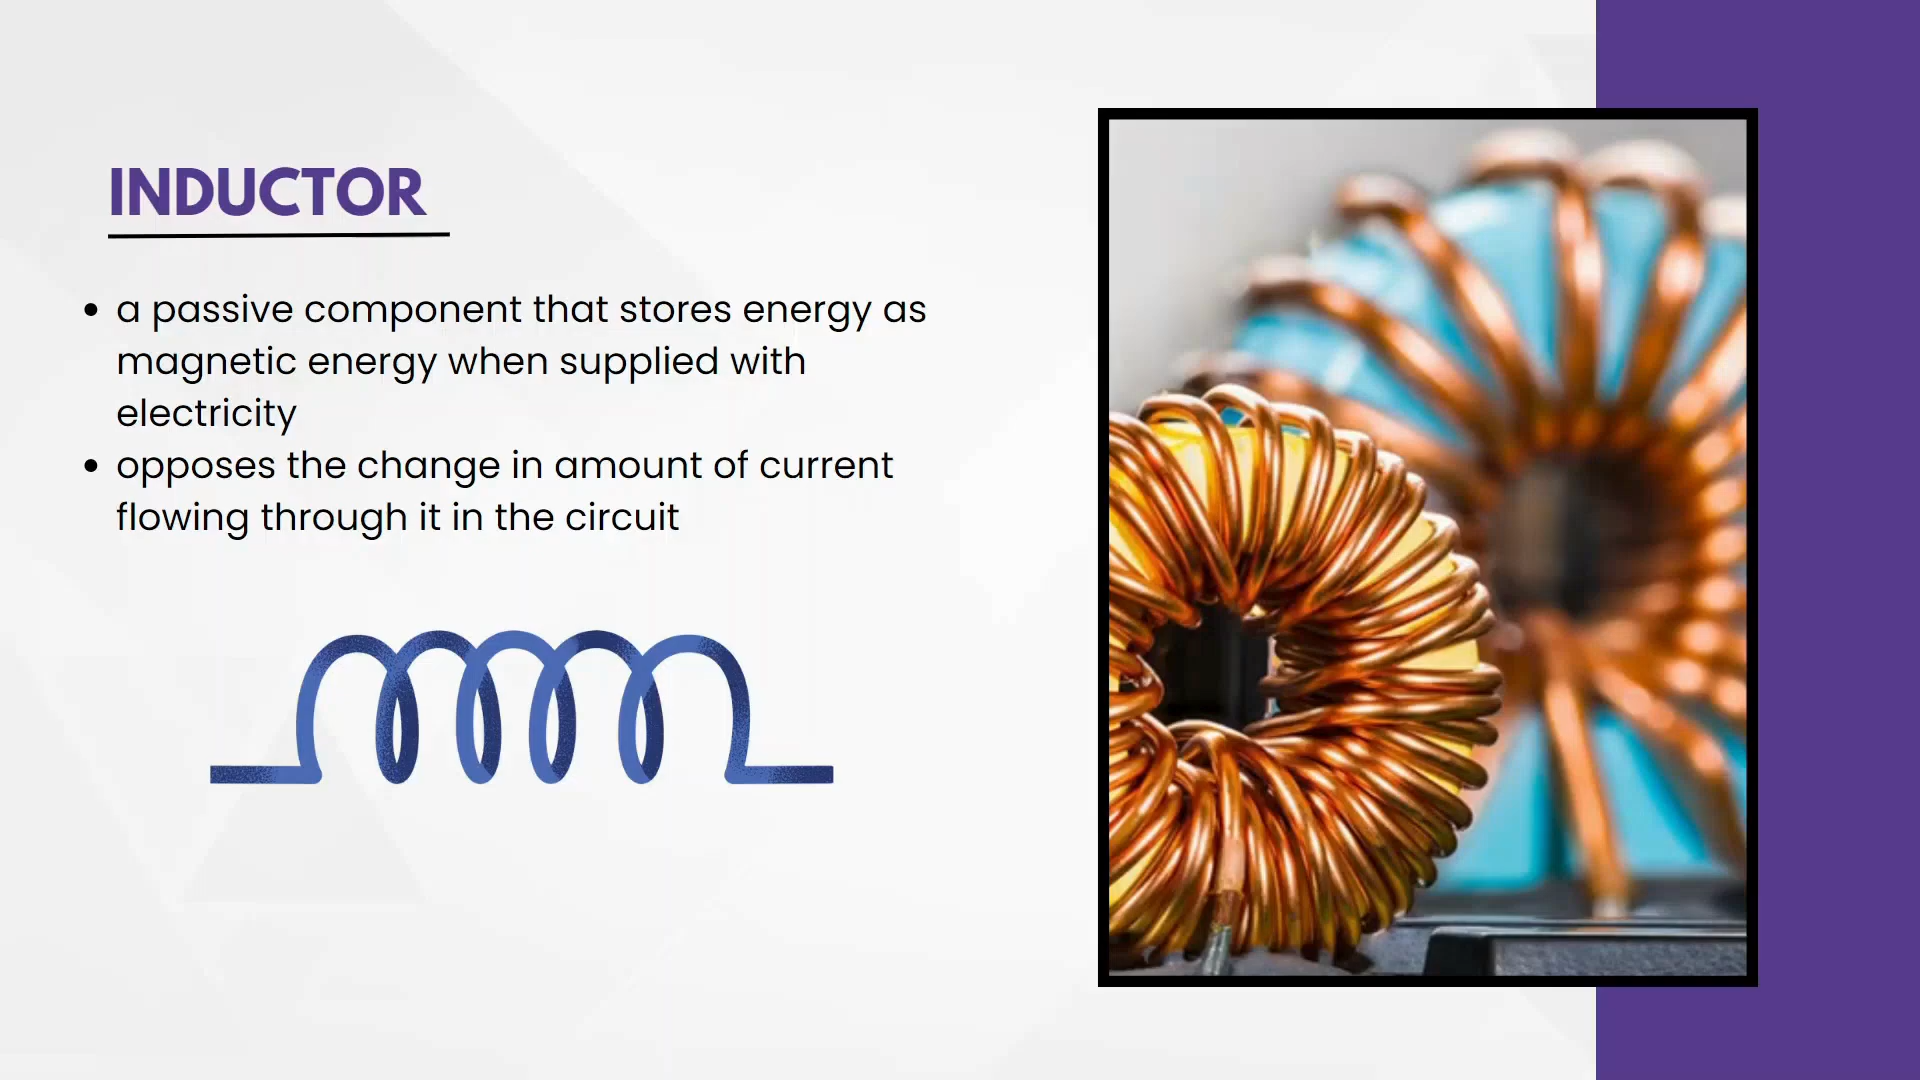 INDUCTOR
• a passive component that stores energy as
magnetic energy when supplied with
electricity
• opposes the change in amount of current
flowing through it in the circuit